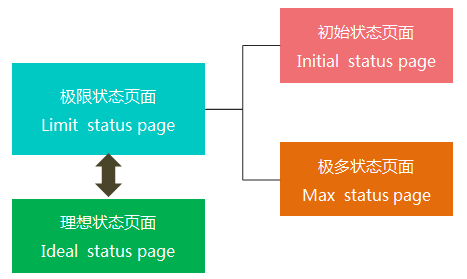 初始状态页面
Initial  status page
极限状态页面
Limit  status page
极多状态页面
Max  status page
理想状态页面
Ideal  status page